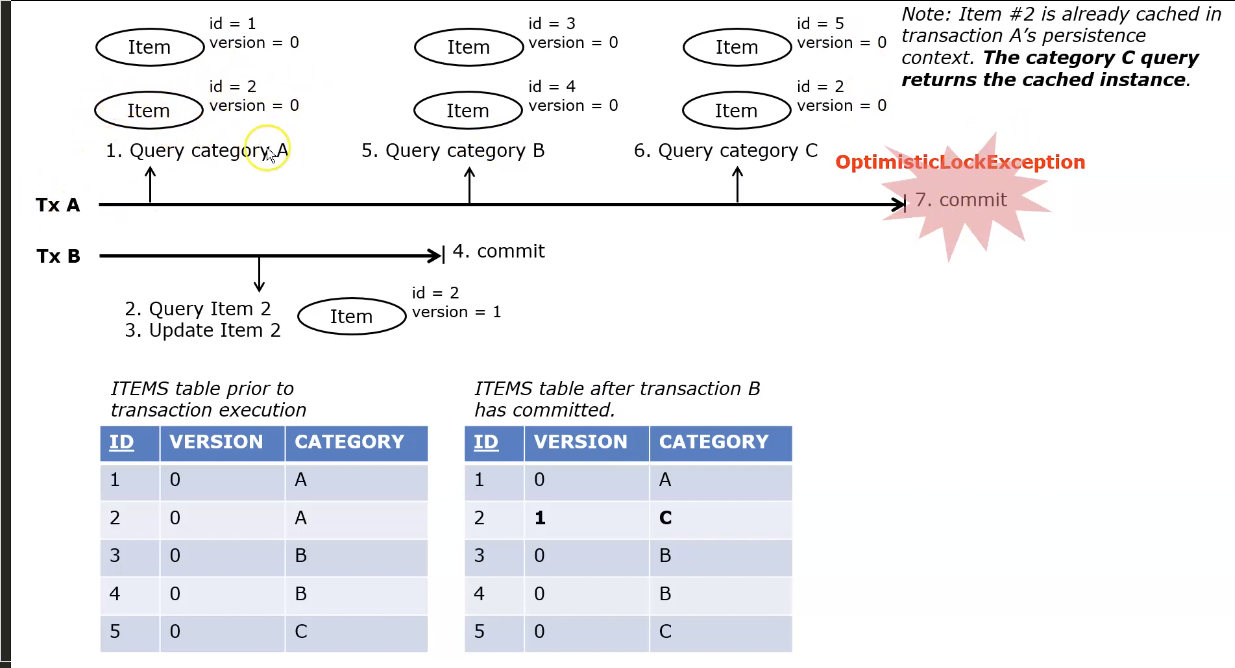 id = 1
version = 0
Item
id = 3
version = 0
Item
id = 5
version = 0
Item
Note: Item #2 is already cached in
transaction A's persistence
context. The category C query
returns the cached instance.
id = 2
version = 0
Item
id = 4
version = 0
Item
id = 2
version = 0
Item
1. Query category A
5. Query category B
6. Query category C
OptimisticLockException
Tx A
7. commit
Tx B
4. commit
2. Query Item 2
3. Update Item 2
Item
id = 2
version = 1
ITEMS table prior to
transaction execution
ID VERSION CATEGORY
1 0 A
2 0 A
3 0 B
4 0 B
5 0 C
ITEMS table after transaction B
has committed.
ID VERSION CATEGORY
1 0 A
2 1 C
3 0 B
4 0 B
5 0 C